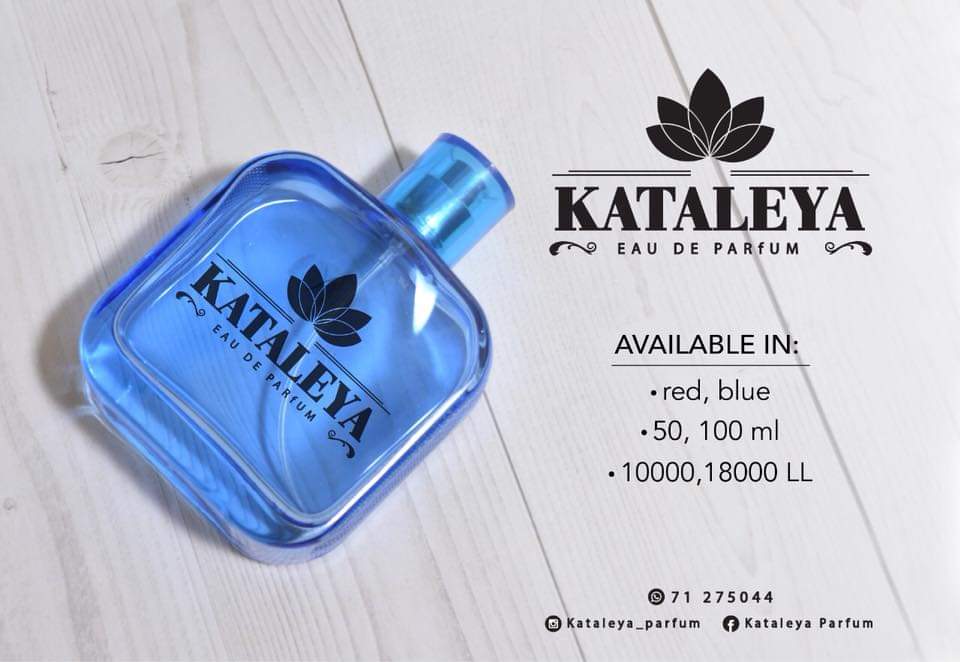 KATALEYA
EAU DE PARFUM
KATALEYA
EAU DE PARFUM
AVAILABLE IN:
• red, blue
• 50, 100 ml
• 10000,18000 LL
71 275044
Kataleya_parfum
Kataleya Parfum